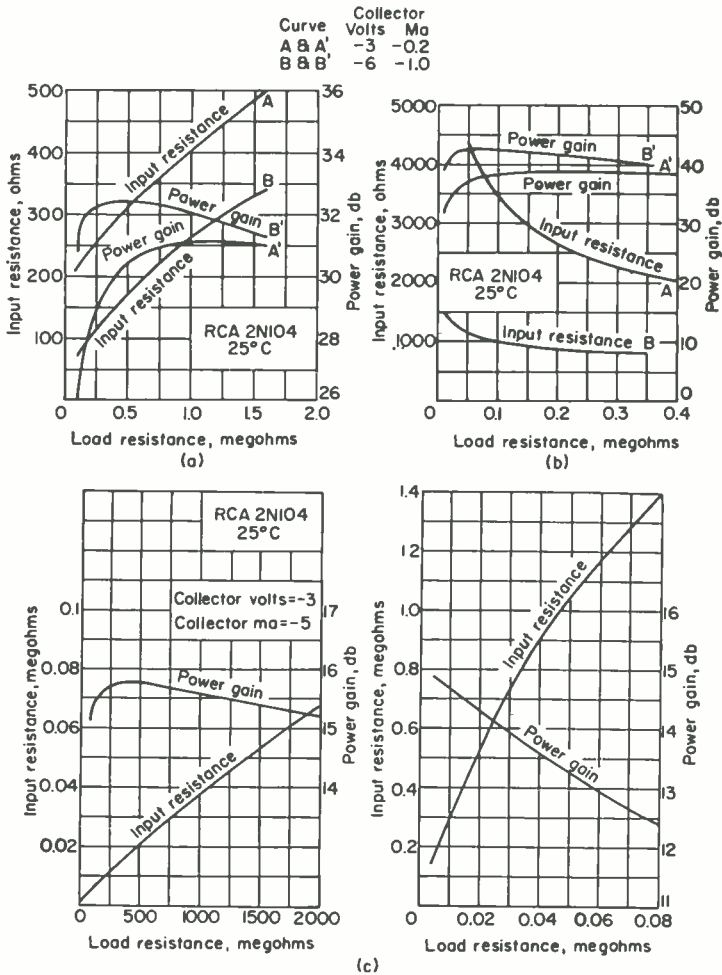 Collector
Curve Volts Ma
A & A' -3 -0.2
B & B' -6 -1.0
500
400
300
200
100
0
0.5
1.0
1.5
2.0
36
34
32
30
28
26
Input resistance, ohms
Power gain, db
Input resistance
A
B
Power gain
B'
Power gain
A'
Input resistance
RCA 2N104
25°C
Load resistance, megohms
(a)
5000
4000
3000
2000
1000
0
0.1
0.2
0.3
0.4
50
40
30
20
10
0
Input resistance, ohms
Power gain, db
Power gain
B'
A'
Power gain
Input resistance
A
RCA 2N104
25°C
Input resistance B
Load resistance, megohms
(b)
RCA 2N104
25°C
Collector volts=-3
Collector ma=-5
0.1
0.08
0.06
0.04
0.02
0
500
1000
1500
2000
17
16
15
14
Input resistance, megohms
Power gain, db
Power gain
Input resistance
Load resistance, megohms
1.4
1.2
1.0
0.8
0.6
0.4
0.2
0
0.02
0.04
0.06
0.08
16
15
14
13
12
11
Input resistance, megohms
Power gain, db
Input resistance
Power gain
Load resistance, megohms
(c)